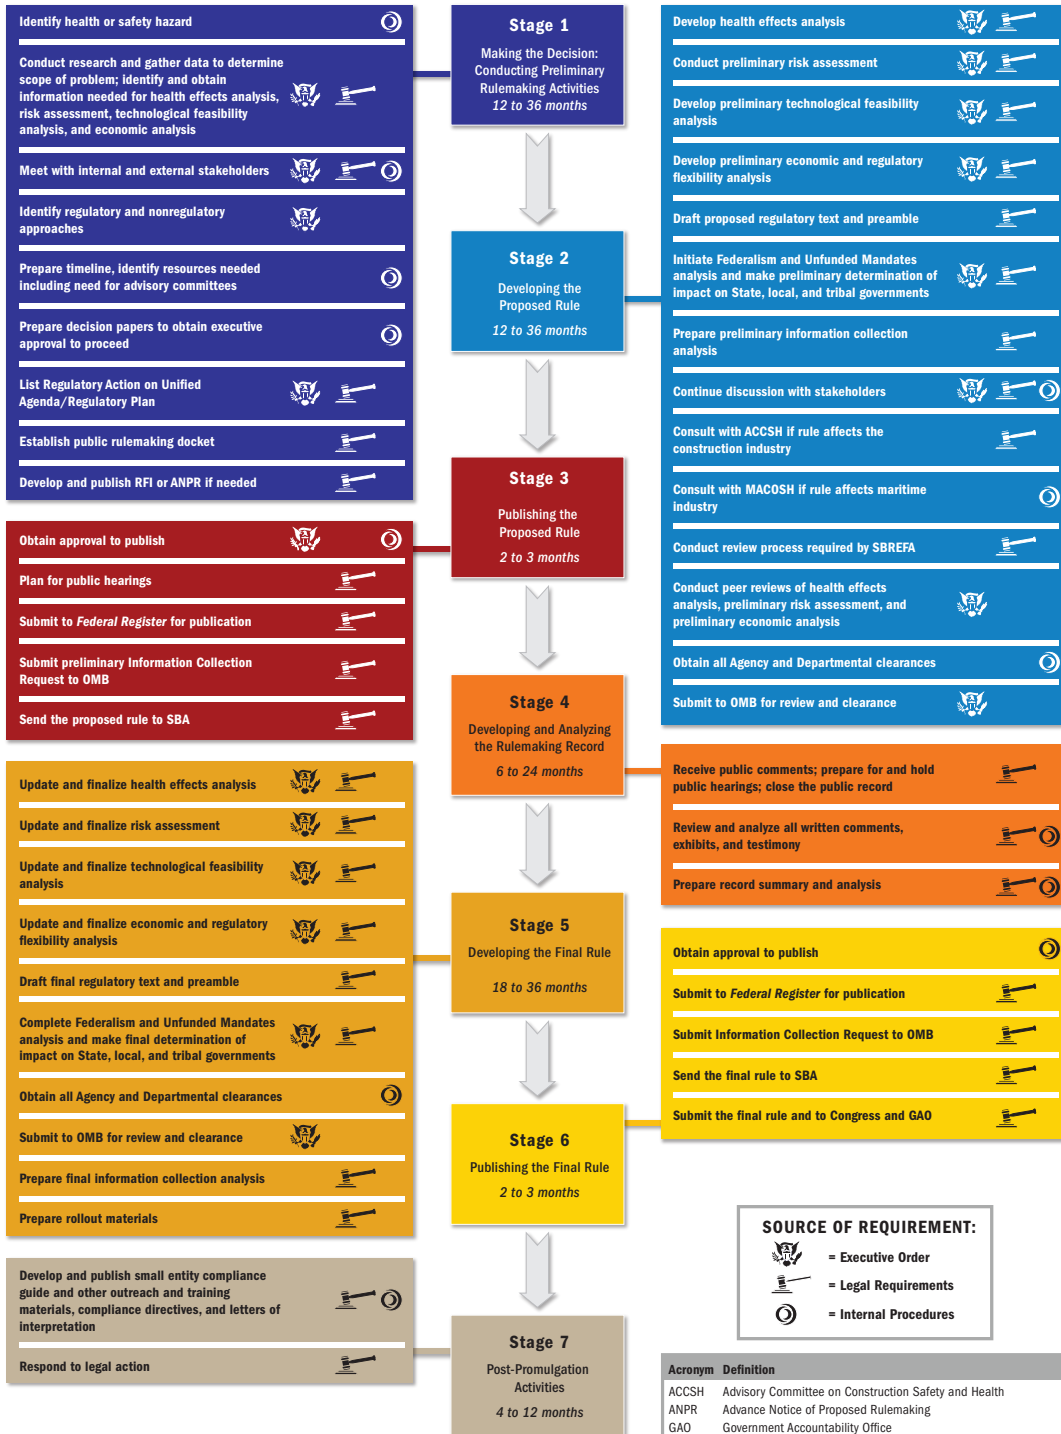 Stage 1
Making the Decision:
Conducting Preliminary
Rulemaking Activities
12 to 36 months
Identify health or safety hazard
Conduct research and gather data to determine
scope of problem; identify and obtain
information needed for health effects analysis,
risk assessment, technological feasibility
analysis, and economic analysis
Meet with internal and external stakeholders
Identify regulatory and nonregulatory
approaches
Prepare timeline, identify resources needed
including need for advisory committees
Prepare decision papers to obtain executive
approval to proceed
List Regulatory Action on Unified
Agenda/Regulatory Plan
Establish public rulemaking docket
Develop and publish RFI or ANPR if needed
Stage 2
Developing the
Proposed Rule
12 to 36 months
Develop health effects analysis
Conduct preliminary risk assessment
Develop preliminary technological feasibility
analysis
Develop preliminary economic and regulatory
flexibility analysis
Draft proposed regulatory text and preamble
Initiate Federalism and Unfunded Mandates
analysis and make preliminary determination of
impact on State, local, and tribal governments
Prepare preliminary information collection
analysis
Continue discussion with stakeholders
Consult with ACCSH if rule affects the
construction industry
Consult with MACOSH if rule affects maritime
industry
Conduct review process required by SBREFA
Conduct peer reviews of health effects
analysis, preliminary risk assessment, and
preliminary economic analysis
Obtain all Agency and Departmental clearances
Submit to OMB for review and clearance
Stage 3
Publishing the
Proposed Rule
2 to 3 months
Obtain approval to publish
Plan for public hearings
Submit to Federal Register for publication
Submit preliminary Information Collection
Request to OMB
Send the proposed rule to SBA
Stage 4
Developing and Analyzing
the Rulemaking Record
6 to 24 months
Receive public comments; prepare for and hold
public hearings; close the public record
Review and analyze all written comments,
exhibits, and testimony
Prepare record summary and analysis
Stage 5
Developing the Final Rule
18 to 36 months
Update and finalize health effects analysis
Update and finalize risk assessment
Update and finalize technological feasibility
analysis
Update and finalize economic and regulatory
flexibility analysis
Draft final regulatory text and preamble
Complete Federalism and Unfunded Mandates
analysis and make final determination of
impact on State, local, and tribal governments
Obtain all Agency and Departmental clearances
Submit to OMB for review and clearance
Prepare final information collection analysis
Prepare rollout materials
Stage 6
Publishing the Final Rule
2 to 3 months
Obtain approval to publish
Submit to Federal Register for publication
Submit Information Collection Request to OMB
Send the final rule to SBA
Submit the final rule and to Congress and GAO
Stage 7
Post-Promulgation
Activities
4 to 12 months
Develop and publish small entity compliance
guide and other outreach and training
materials, compliance directives, and letters of
interpretation
Respond to legal action
SOURCE OF REQUIREMENT:
= Executive Order
= Legal Requirements
= Internal Procedures
Acronym Definition
ACCSH Advisory Committee on Construction Safety and Health
ANPR Advance Notice of Proposed Rulemaking
GAO Government Accountability Office